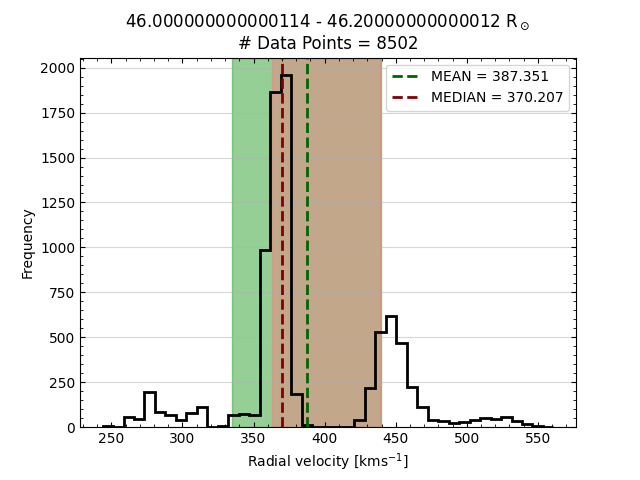 46.000000000000114 - 46.20000000000012 R⊙
# Data Points = 8502
MEAN = 387.351
MEDIAN = 370.207
2000
1750
1500
1250
1000
750
500
250
0
Frequency
250 300 350 400 450 500 550
Radial velocity [kms⁻¹]